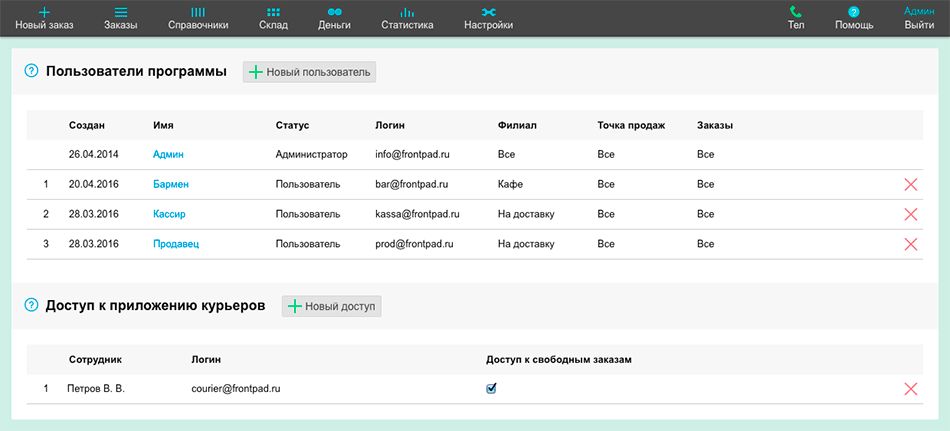 Новый заказ Заказы Справочники Склад Деньги Статистика Настройки Тел Помощь Админ Выйти
? Пользователи программы Новый пользователь
Создан Имя Статус Логин Филиал Точка продаж Заказы
26.04.2014 Админ Администратор info@frontpad.ru Все Все Все
1 20.04.2016 Бармен Пользователь bar@frontpad.ru Кафе Все Все
2 28.03.2016 Кассир Пользователь kassa@frontpad.ru На доставку Все Все
3 28.03.2016 Продавец Пользователь prod@frontpad.ru На доставку Все Все
? Доступ к приложению курьеров Новый доступ
Сотрудник Логин Доступ к свободным заказам
1 Петров В. В. courier@frontpad.ru